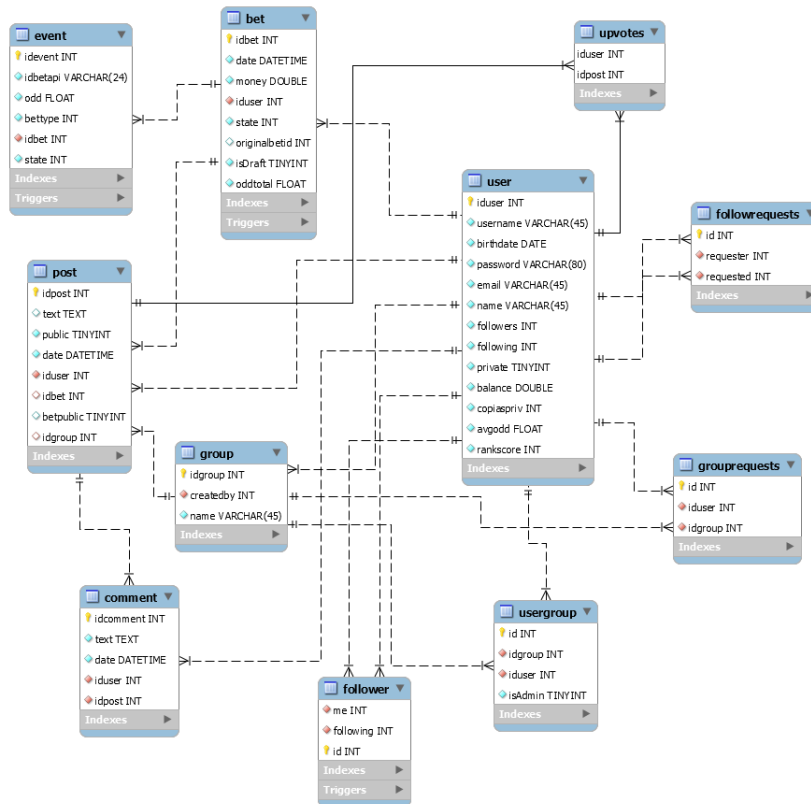 event
idevent INT
idbetapi VARCHAR(24)
odd FLOAT
bettype INT
idbet INT
state INT
Indexes
Triggers
bet
idbet INT
date DATETIME
money DOUBLE
iduser INT
state INT
originalbetid INT
isDraft TINYINT
oddtotal FLOAT
Indexes
Triggers
upvotes
iduser INT
idpost INT
Indexes
user
iduser INT
username VARCHAR(45)
birthdate DATE
password VARCHAR(80)
email VARCHAR(45)
name VARCHAR(45)
followers INT
following INT
private TINYINT
balance DOUBLE
copiaspriv INT
avgodd FLOAT
rankscore INT
Indexes
followrequests
id INT
requester INT
requested INT
Indexes
post
idpost INT
text TEXT
public TINYINT
date DATETIME
iduser INT
idbet INT
betpublic TINYINT
idgroup INT
Indexes
group
idgroup INT
createdby INT
name VARCHAR(45)
Indexes
grouprequests
id INT
iduser INT
idgroup INT
Indexes
comment
idcomment INT
text TEXT
date DATETIME
iduser INT
idpost INT
Indexes
follower
me INT
following INT
id INT
Indexes
Triggers
usergroup
id INT
idgroup INT
iduser INT
isAdmin TINYINT
Indexes